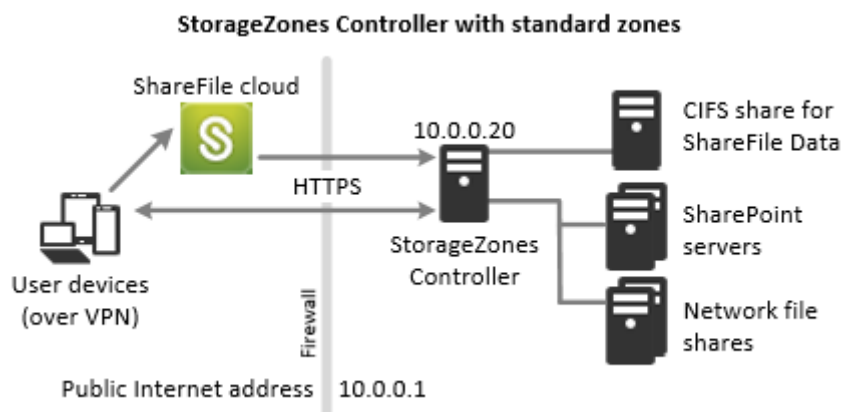 StorageZones Controller with standard zones
ShareFile cloud
S
10.0.0.20
CIFS share for
ShareFile Data
HTTPS
StorageZones
Controller
SharePoint
servers
User devices
(over VPN)
Firewall
Network file
shares
Public Internet address
10.0.0.1